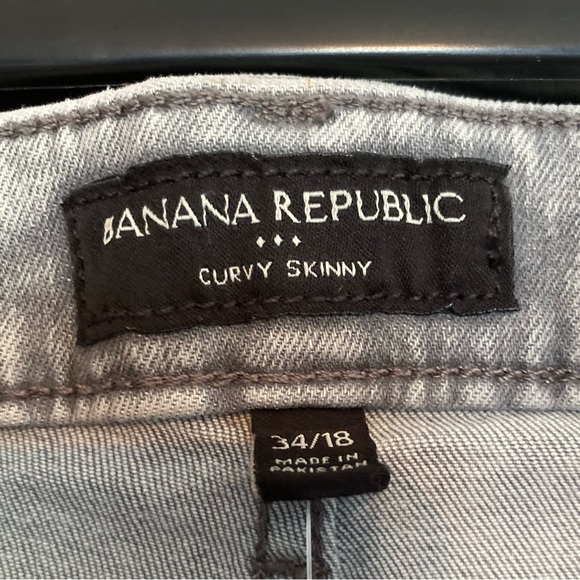 BANANA REPUBLIC
CURVY SKINNY
34/18
MADE IN
PAKISTAN